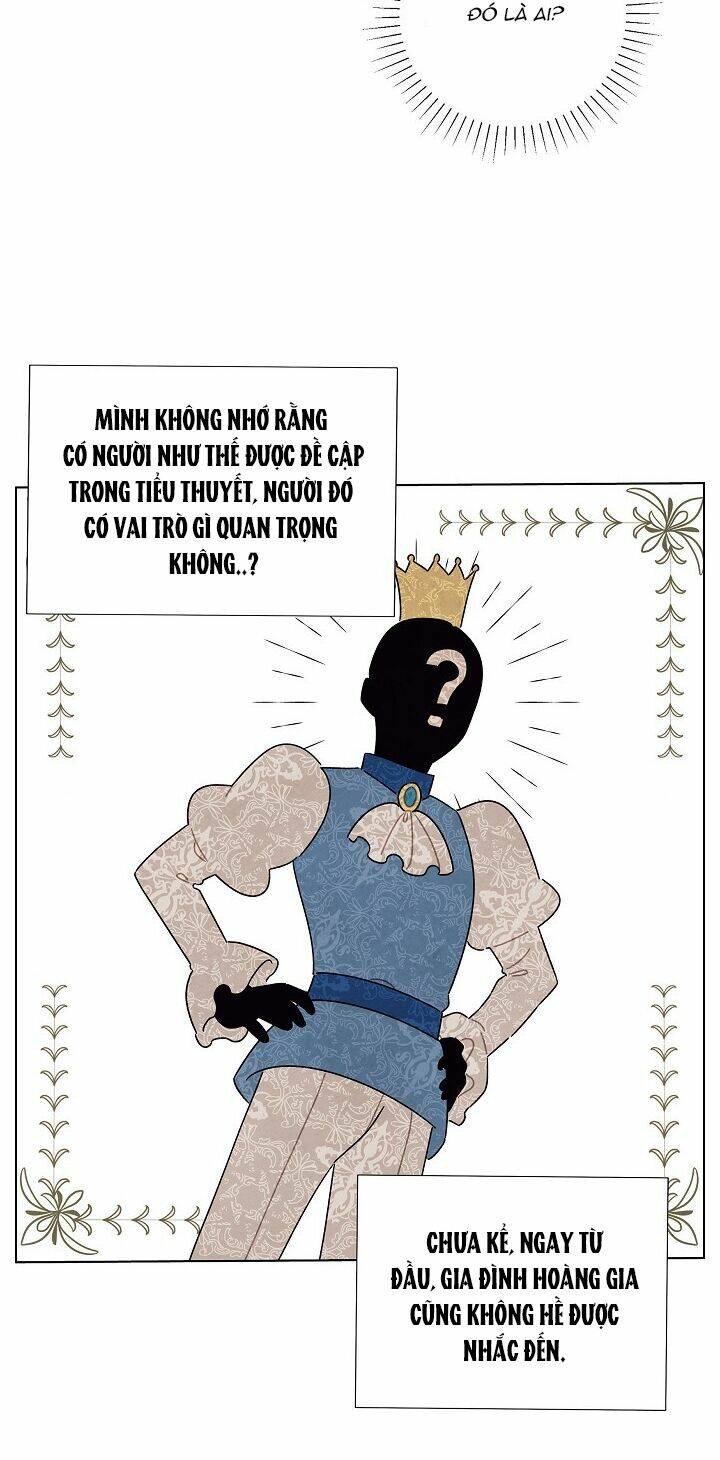 ĐÓ LÀ AI?
MÌNH KHÔNG NHỚ RẰNG
CÓ NGƯỜI NHƯ THẾ ĐƯỢC ĐỀ CẬP
TRONG TIỂU THUYẾT, NGƯỜI ĐÓ
CÓ VAI TRÒ GÌ QUAN TRỌNG
KHÔNG..?
?
CHƯA KỂ, NGAY TỪ
ĐẦU, GIA ĐÌNH HOÀNG GIA
CŨNG KHÔNG HỀ ĐƯỢC
NHẮC ĐẾN.